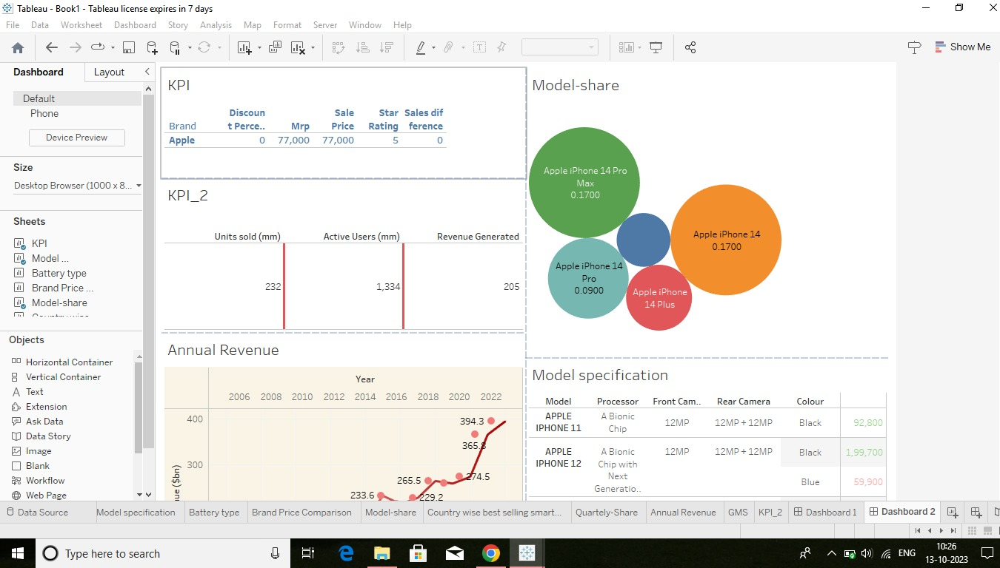 Tableau - Book1 - Tableau license expires in 7 days
File Data Worksheet Dashboard Story Analysis Map Format Server Window Help
Show Me
Dashboard Layout
Default
Phone
Device Preview
Size
Desktop Browser (1000 x 8...
Sheets
KPI
Model ...
Battery type
Brand Price ...
Model-share
Objects
Horizontal Container
Vertical Container
Text
Extension
Ask Data
Data Story
Image
Blank
Workflow
Web Page
KPI
Discoun Sale Star Sales dif
Brand t Perce.. Mrp Price Rating ference
Apple 0 77,000 77,000 5 0
KPI_2
Units sold (mm) Active Users (mm) Revenue Generated
232 1,334 205
Annual Revenue
Year
2006 2008 2010 2012 2014 2016 2018 2020 2022
400
394.3
365.8
300
274.5
265.5
233.6
229.2
ue ($bn)
Model-share
Apple iPhone 14 Pro
Max
0.1700
Apple iPhone 14
0.1700
Apple iPhone 14
Pro
0.0900
Apple iPhone
14 Plus
Model specification
Model Processor Front Cam.. Rear Camera Colour
APPLE
IPHONE 11
A Bionic
Chip
12MP 12MP + 12MP Black 92,800
APPLE
IPHONE 12
A Bionic
Chip with
Next
Generatio..
12MP 12MP + 12MP Black 1,99,700
Blue 59,900
Data Source Model specification Battery type Brand Price Comparison Model-share Country wise best selling smart... Quartely-Share Annual Revenue GMS KPI_2 Dashboard 1 Dashboard 2
Type here to search
ENG
10:26
13-10-2023